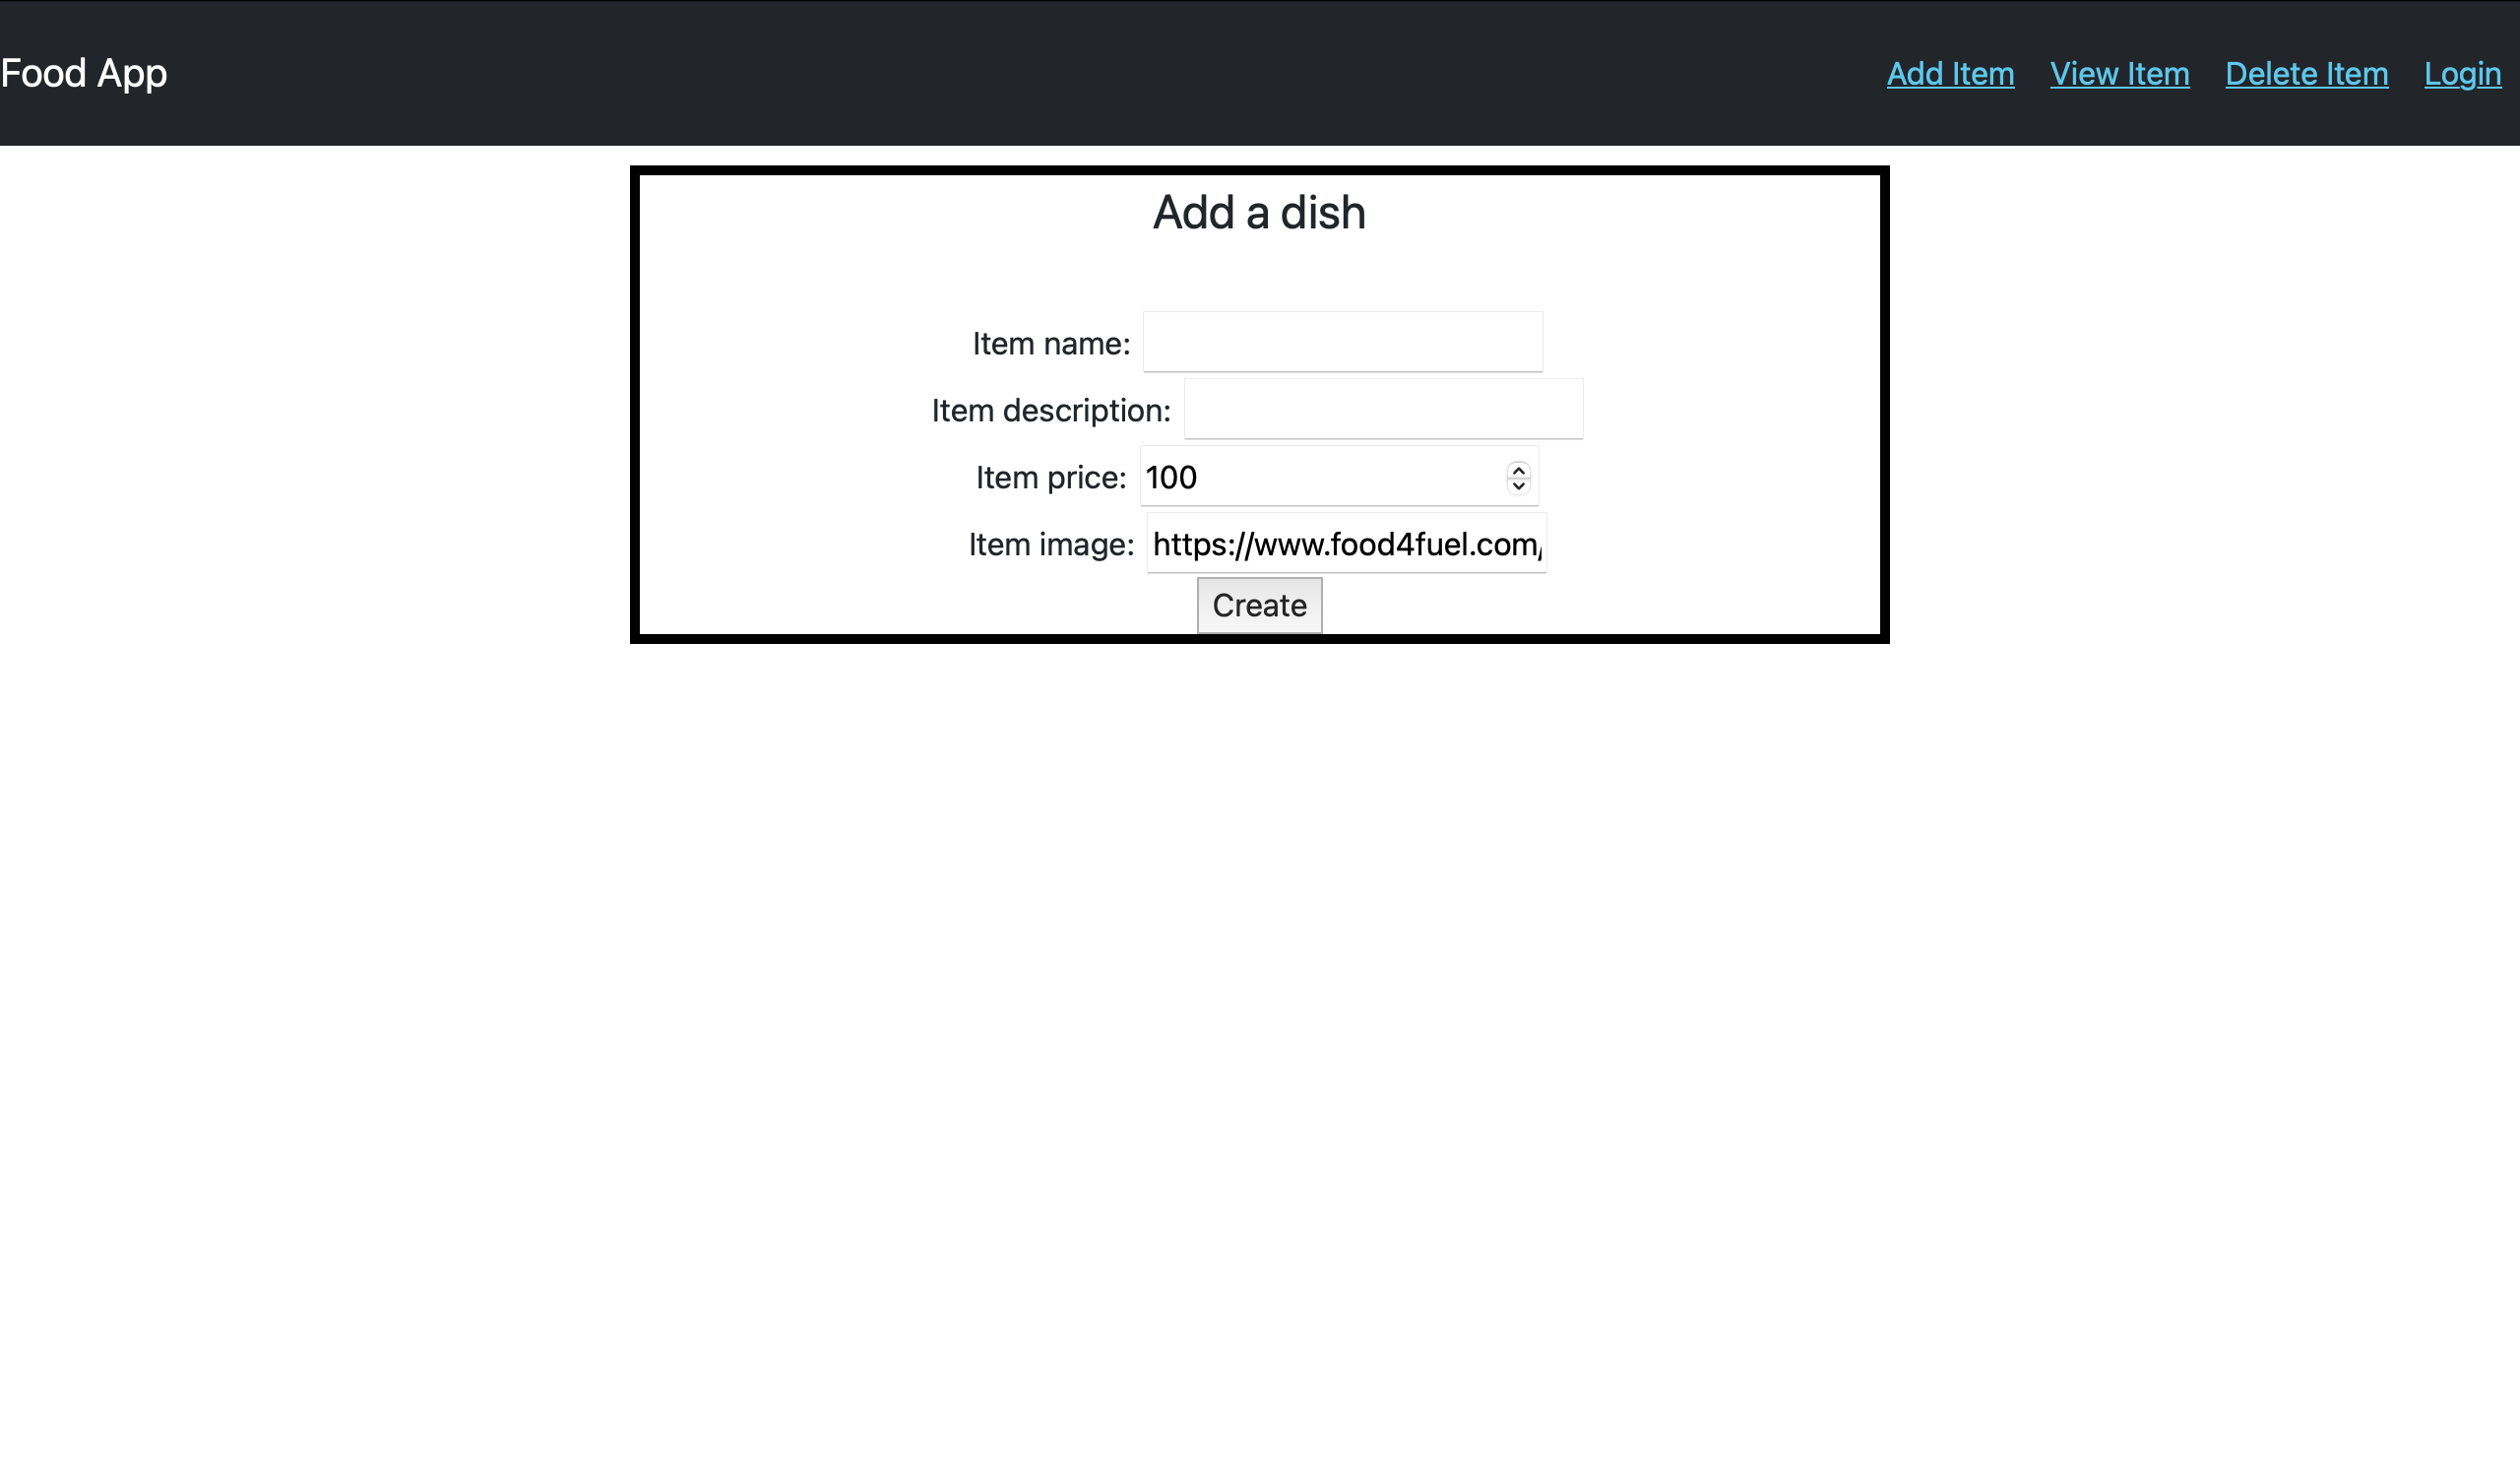 Food App
Add Item View Item Delete Item Login
Add a dish
Item name:
Item description:
Item price: 100
Item image: https://www.food4fuel.com/
Create